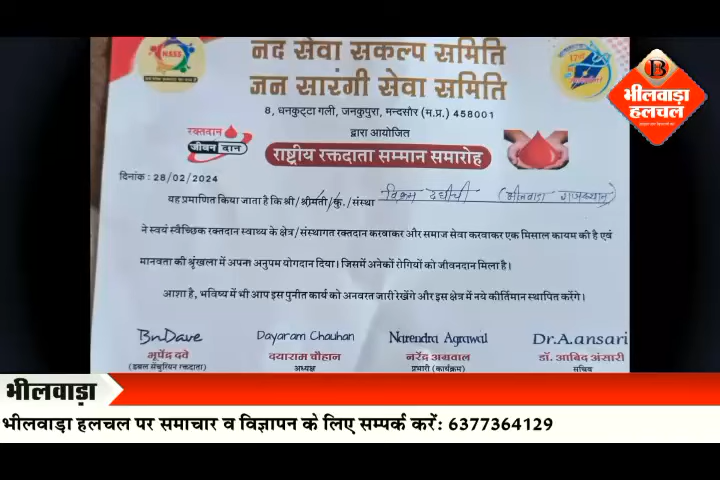 NSSS
नद सेवा सकल्प समिति
जन सारंगी सेवा समिति
8, धनकुट्टा गली, जनकुपुरा, मन्दसौर (म.प्र.) 458001
द्वारा आयोजित
रक्तदान
जीवन दान
राष्ट्रीय रक्तदाता सम्मान समारोह
दिनांक : 28/02/2024
यह प्रमाणित किया जाता है कि श्री/श्रीमती/कु./संस्था विक्रम दधीची (भीलवाडा राजस्थान)
ने स्वयं स्वैच्छिक रक्तदान स्वाथ्य के क्षेत्र/संस्थागत रक्तदान करवाकर और समाज सेवा करवाकर एक मिसाल कायम की है एवं
मानवता की श्रृंखला में अपना अनुपम योगदान दिया। जिसमें अनेकों रोगियों को जीवनदान मिला है।
आशा है, भविष्य में भी आप इस पुनीत कार्य को अनवरत जारी रखेंगे और इस क्षेत्र में नये कीर्तिमान स्थापित करेंगे।
BnDave Dayaram Chauhan Narendra Agrawal Dr.A.ansari
भूपेंद्र दवे दयाराम चौहान नरेंद्र अग्रवाल डॉ. आबिद अंसारी
(डबल सेंचुरियन रक्तदाता) अध्यक्ष प्रभारी (कार्यक्रम) सचिव
B
भीलवाड़ा
हलचल
भीलवाड़ा
भीलवाड़ा हलचल पर समाचार व विज्ञापन के लिए सम्पर्क करें: 6377364129